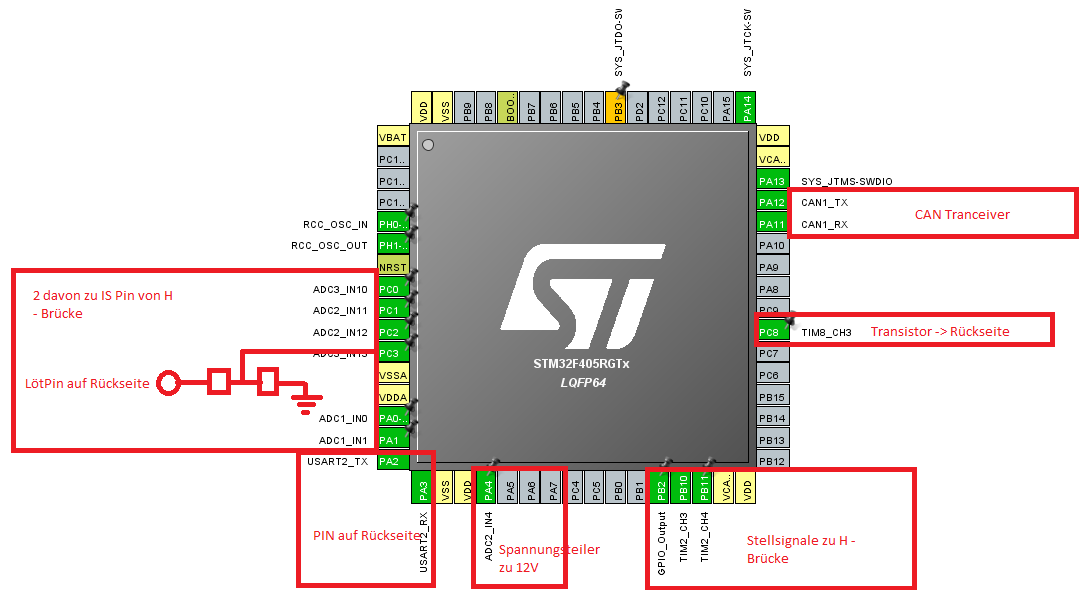 SYS_JTDO-SW
SYS_JTCK-SW
VDD
VSS
PB9
PB8
BOO..
PB7
PB6
PB5
PB4
PB3
PD2
PC12
PC11
PC10
PA15
PA14
VBAT
PC1..
PC1..
PC1..
RCC_OSC_IN PH0-..
RCC_OSC_OUT PH1-..
NRST
2 davon zu IS Pin von H
- Brücke
ADC3_IN10 PC0
ADC2_IN11 PC1
ADC2_IN12 PC2
ADC3_IN13 PC3
LötPin auf Rückseite
VSSA
VDDA
ADC1_IN0 PA0-..
ADC1_IN1 PA1
USART2_TX PA2
STM32F405RGTx
LQFP64
VDD
VCA..
PA13 SYS_JTMS-SWDIO
PA12 CAN1_TX
PA11 CAN1_RX
CAN Tranceiver
PA10
PA9
PA8
PC9
PC8 TIM8_CH3 Transistor -> Rückseite
PC7
PC6
PB15
PB14
PB13
PB12
PA3
VSS
VDD
PA4
PA5
PA6
PA7
PC4
PC5
PB0
PB1
PB2
PB10
PB11
VCA..
VDD
USART2_RX
PIN auf Rückseite
ADC2_IN4
Spannungsteiler
zu 12V
GPIO_Output
TIM2_CH3
TIM2_CH4
Stellsignale zu H -
Brücke